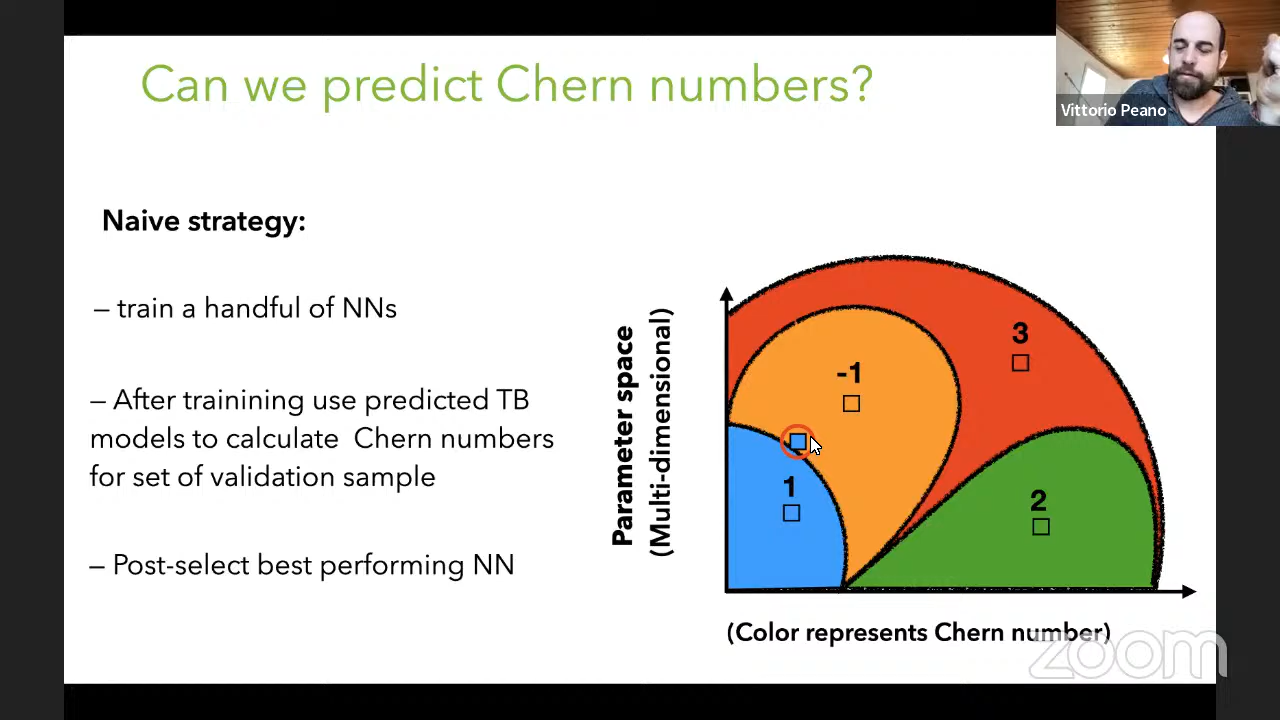 Can we predict Chern numbers?
Vittorio Peano
Naive strategy:
– train a handful of NNs
– After trainining use predicted TB
models to calculate Chern numbers
for set of validation sample
– Post-select best performing NN
Parameter space
(Multi-dimensional)
3
-1
1
2
(Color represents Chern number)
zoom